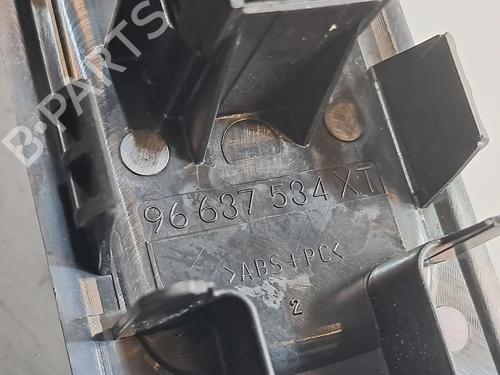 B·PARTS
96 637 534 XT
>ABS+PC<
2